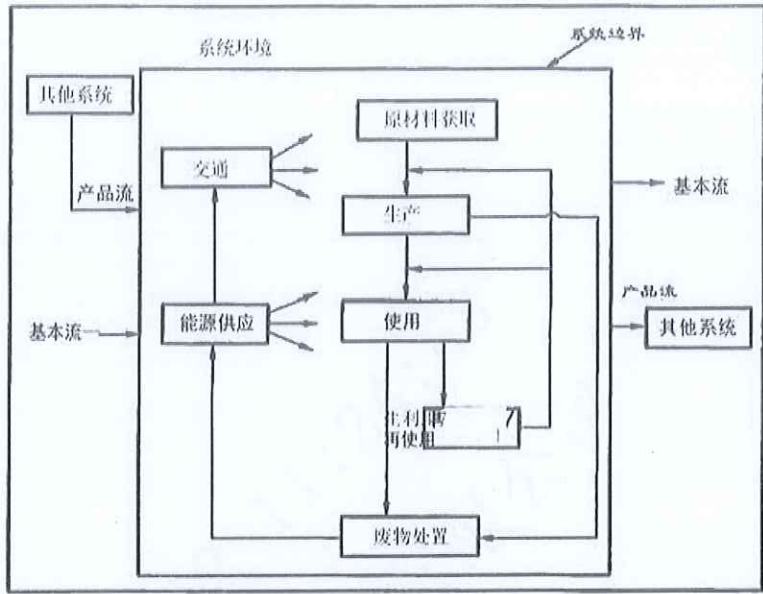 系统环境
系统边界
其他系统
原材料获取
交通
产品流
基本流
生产
产品流
能源供应
使用
基本流
其他系统
再使用
废物处置